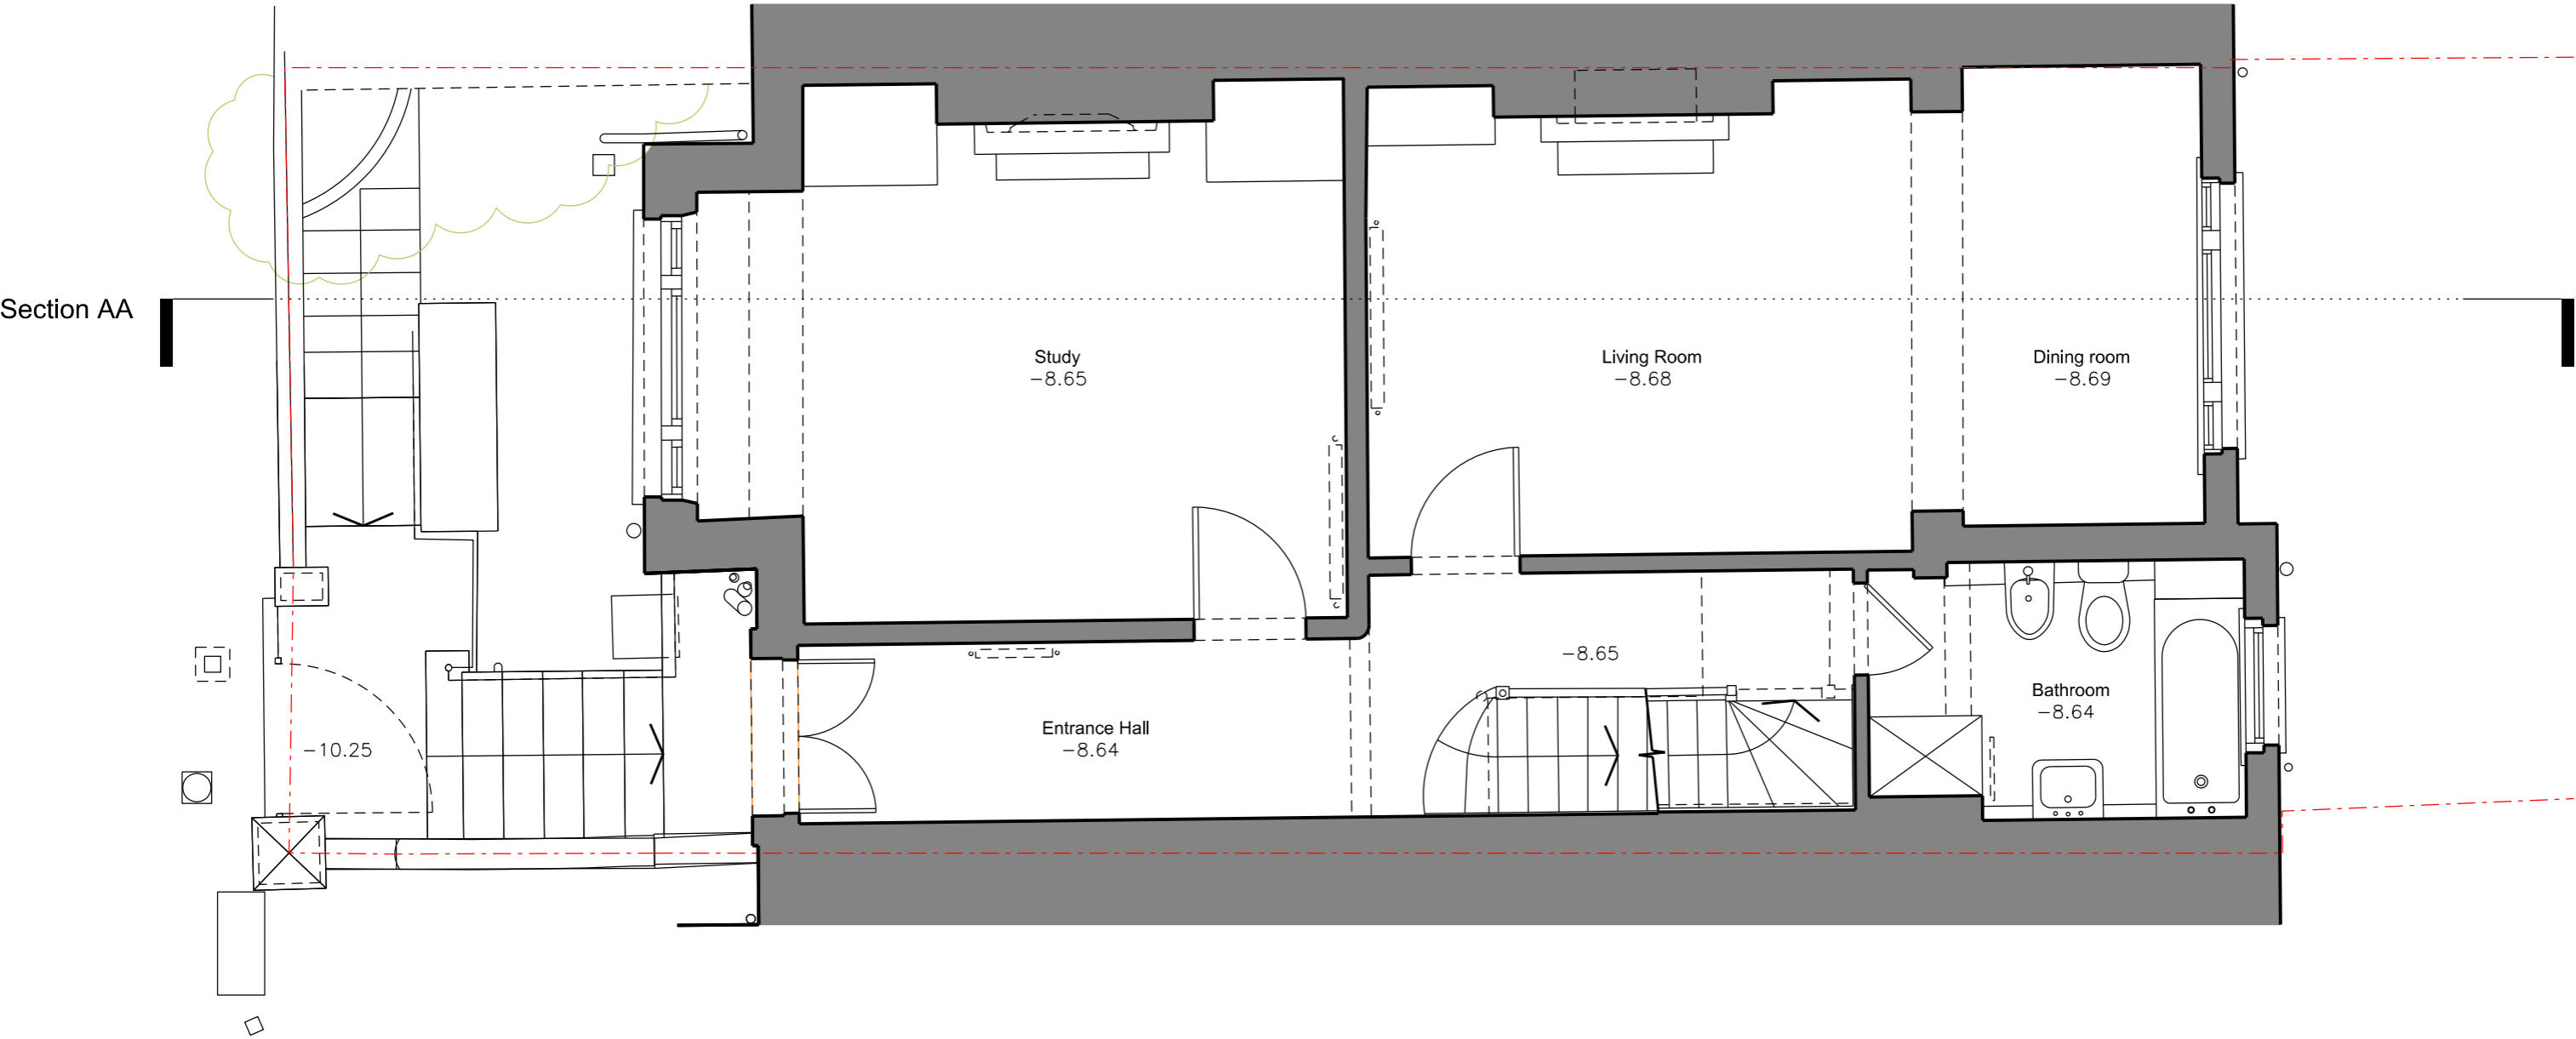 Section AA
Study
-8.65
Living Room
-8.68
Dining room
-8.69
-8.65
Bathroom
-8.64
Entrance Hall
-8.64
-10.25